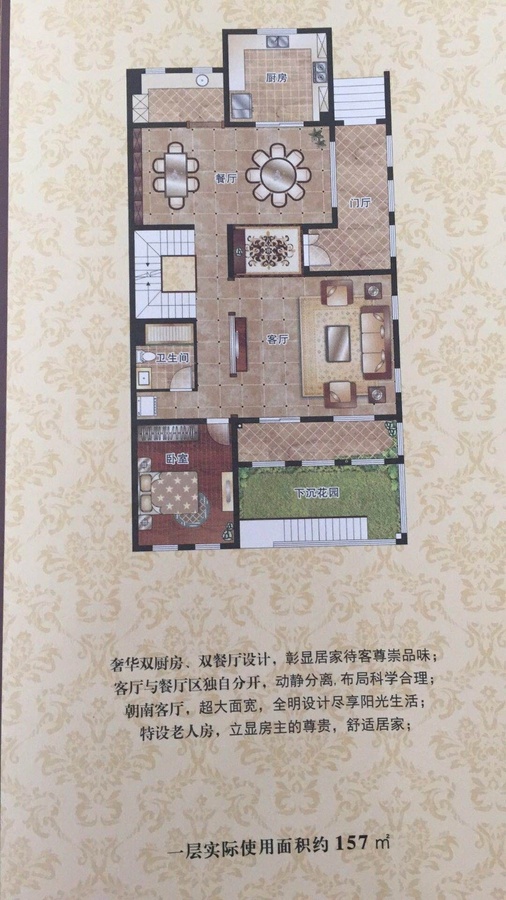 厨房
餐厅
门厅
客厅
卫生间
卧室
下沉花园
奢华双厨房、双餐厅设计，彰显居家待客尊崇品味；
客厅与餐厅区独自分开，动静分离,布局科学合理；
朝南客厅，超大面宽，全明设计尽享阳光生活；
特设老人房，立显房主的尊贵，舒适居家；
一层实际使用面积约 157 ㎡